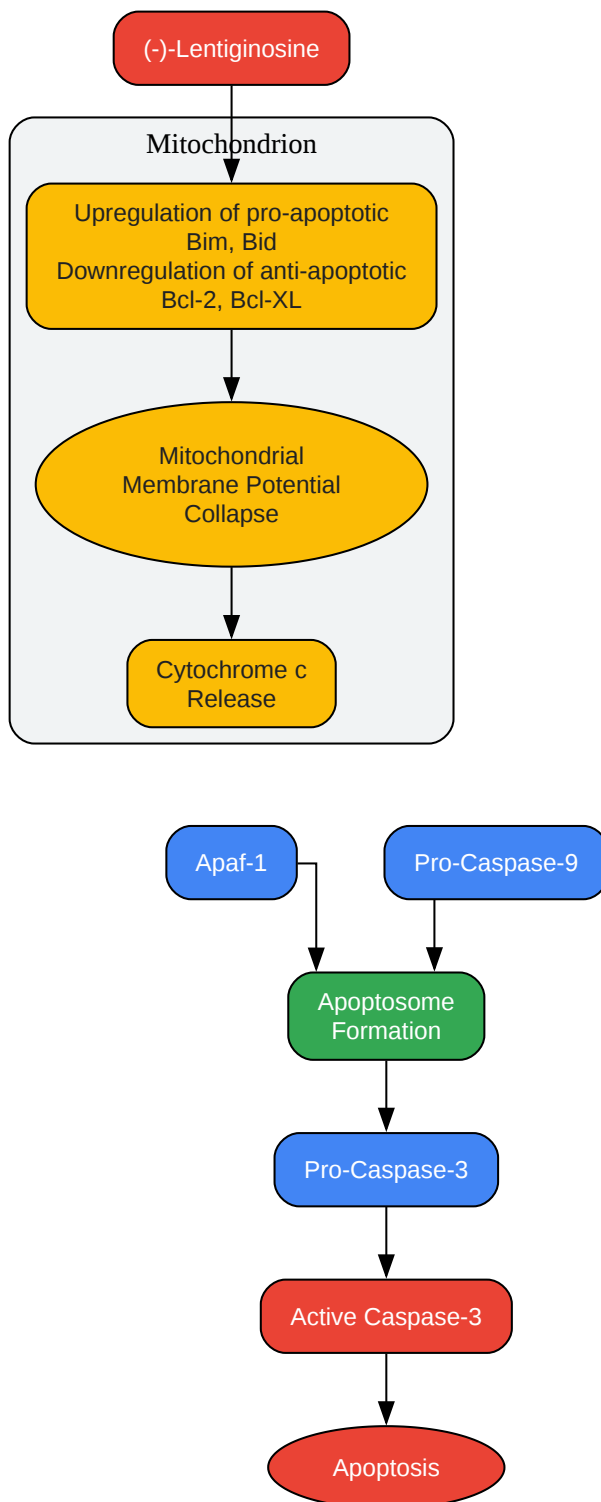 (-)-Lentiginosine
Mitochondrion
Upregulation of pro-apoptotic
Bim, Bid
Downregulation of anti-apoptotic
Bcl-2, Bcl-XL
Mitochondrial
Membrane Potential
Collapse
Cytochrome c
Release
Apaf-1
Pro-Caspase-9
Apoptosome
Formation
Pro-Caspase-3
Active Caspase-3
Apoptosis